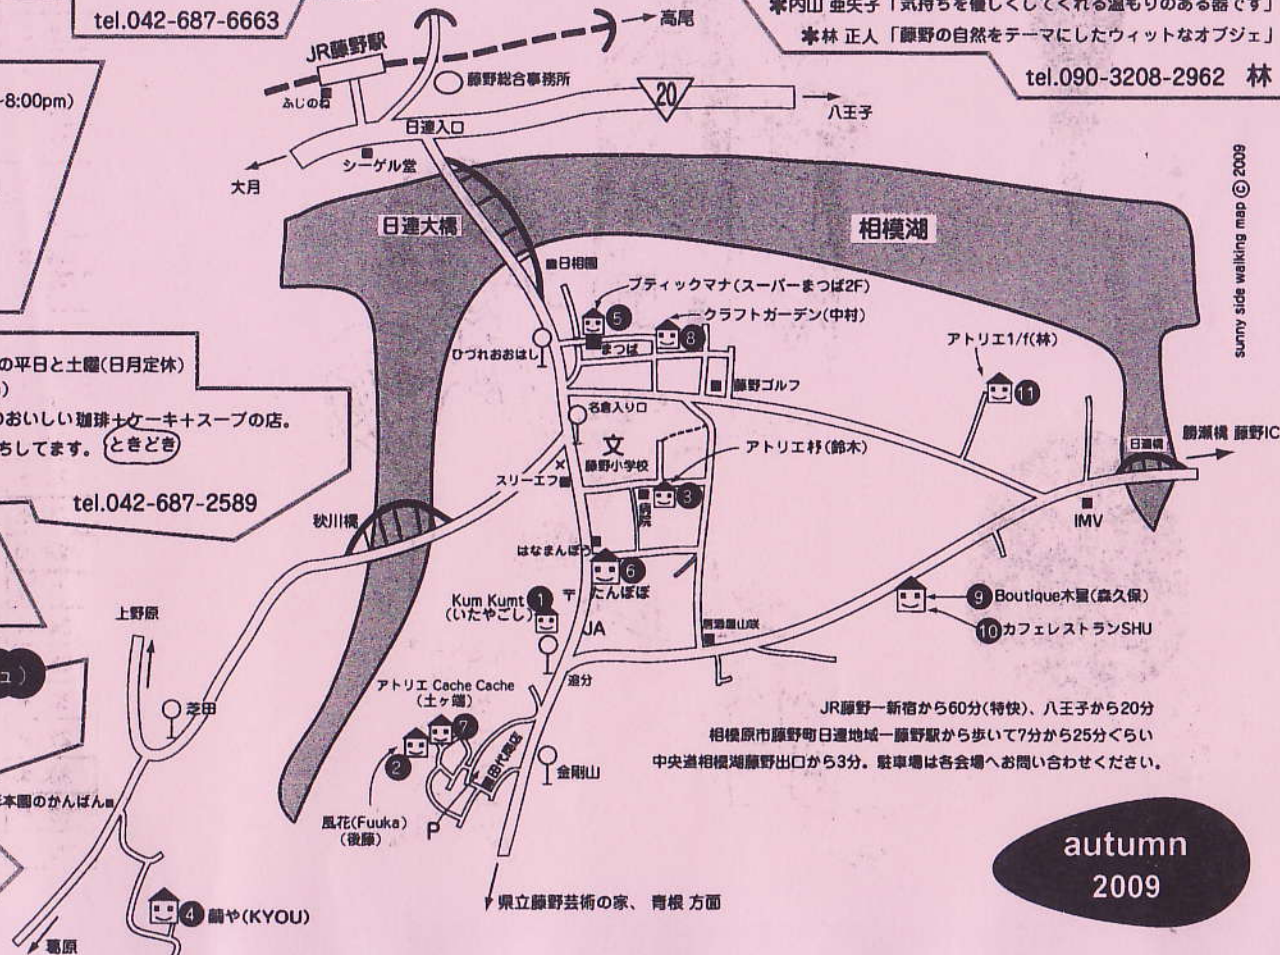 tel.042-687-6663
✱内山 亜矢子「気持ちを優しくしてくれる温もりのある器です」
✱林 正人「藤野の自然をテーマにしたウィットなオブジェ」
tel.090-3208-2962 林
~8:00pm)
JR藤野駅
高尾
藤野総合事務所
ふじのね
20
八王子
日連入口
シーゲル堂
大月
sunny side walking map © 2009
日連大橋
相模湖
日相園
ブティックマナ(スーパーまつば2F)
5
クラフトガーデン(中村)
8
まつば
ひづれおおはし
アトリエ1/f(林)
11
藤野ゴルフ
の平日と土曜(日月定休)
のおいしい珈琲+ケーキ+スープの店。
ちしてます。ときどき
tel.042-687-2589
名倉入り口
文
藤野小学校
アトリエ杼(鈴木)
3
スリーエフ
病院
日連橋
勝瀬橋 藤野IC
IMV
秋川橋
はなまんぽう
6
たんぽぽ
Kum Kumt
(いたやごし)
1
〒
JA
居酒屋山咲
9 Boutique木曇(森久保)
10 カフェレストランSHU
上野原
追分
芝田
アトリエ Cache Cache
(土ヶ端)
7
2
風花(Fuuka)
(後藤)
P
金剛山
JR藤野ー新宿から60分(特快)、八王子から20分
相模原市藤野町日連地域ー藤野駅から歩いて7分から25分ぐらい
中央道相模湖藤野出口から3分。駐車場は各会場へお問い合わせください。
本園のかんばん
4 繭や(KYOU)
葛原
県立藤野芸術の家、青根 方面
autumn
2009